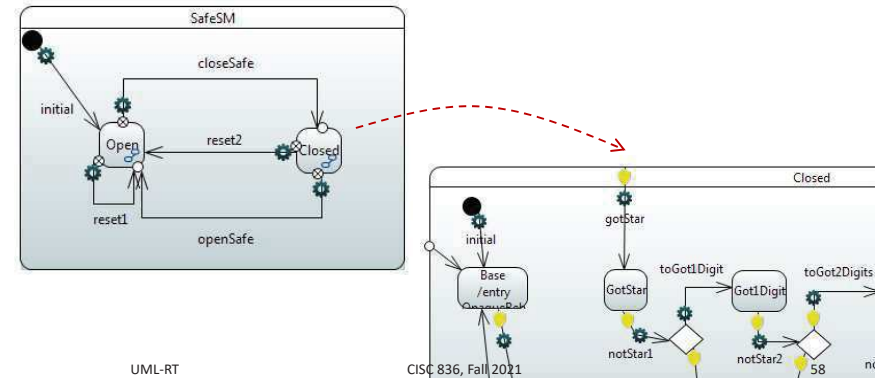 SafeSM
closeSafe
initial
Open
reset2
Closed
reset1
openSafe
Closed
gotStar
initial
Base
/entry
toGot1Digit
toGot2Digits
GotStar
Got1Digit
notStar1
notStar2
UML-RT
CISC 836, Fall 2021
58